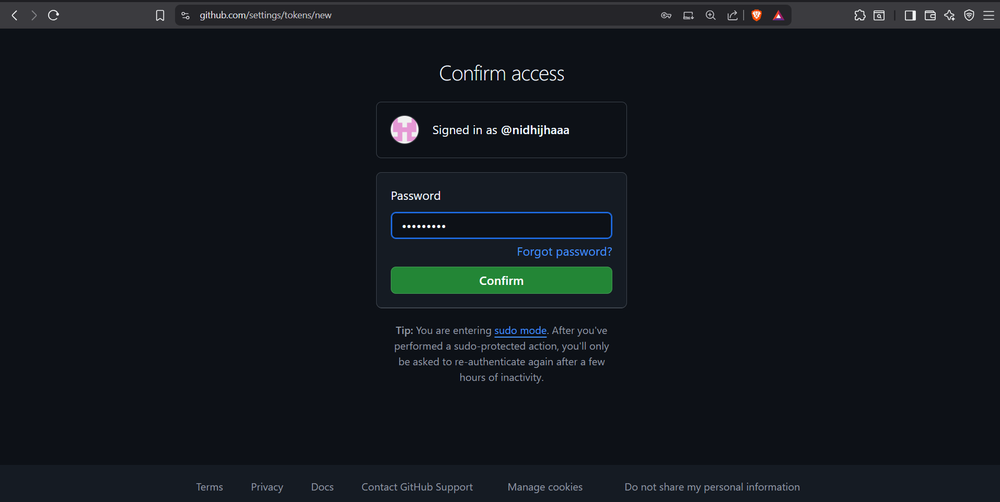 github.com/settings/tokens/new
Confirm access
Signed in as @nidhijhaaa
Password
•••••••••
Forgot password?
Confirm
Tip: You are entering sudo mode. After you've
performed a sudo-protected action, you'll only
be asked to re-authenticate again after a few
hours of inactivity.
Terms Privacy Docs Contact GitHub Support Manage cookies Do not share my personal information